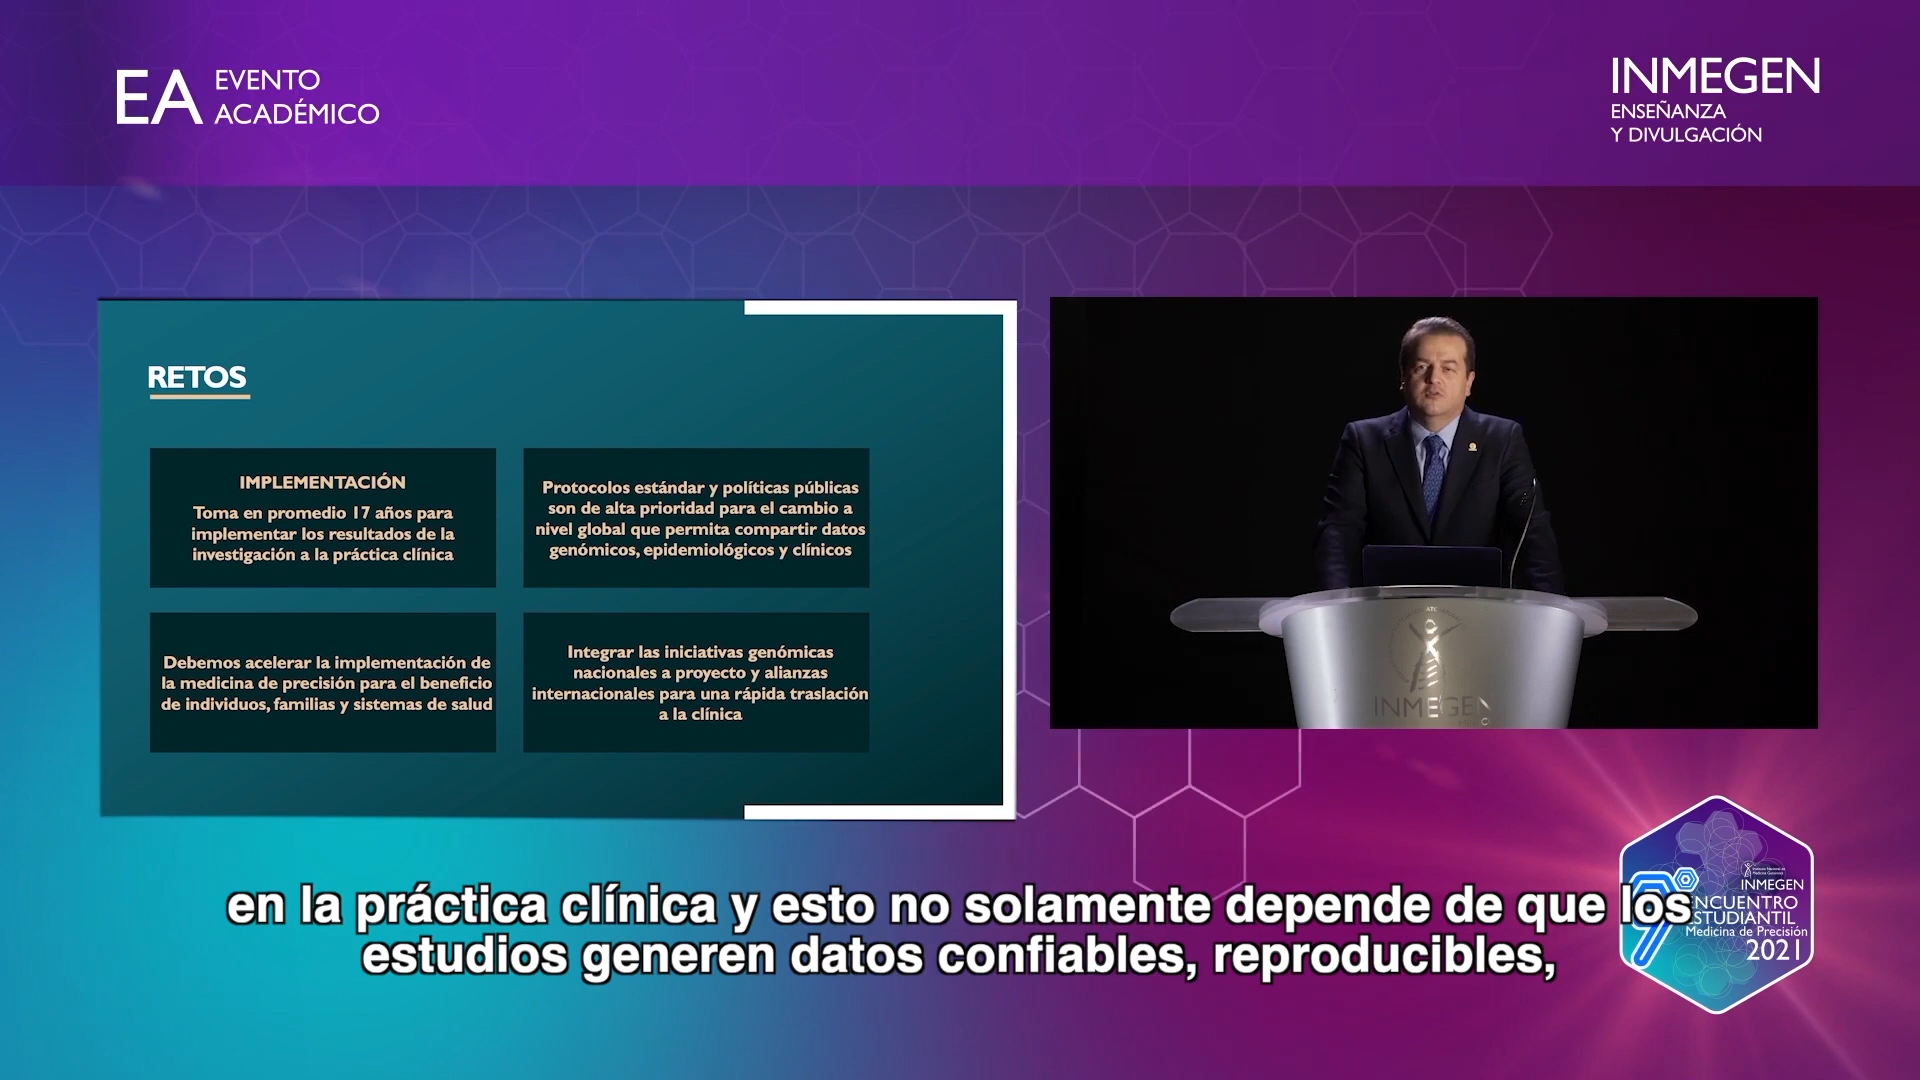 EA EVENTO
ACADÉMICO
INMEGEN
ENSEÑANZA
Y DIVULGACIÓN
RETOS
IMPLEMENTACIÓN
Toma en promedio 17 años para
implementar los resultados de la
investigación a la práctica clínica
Protocolos estándar y políticas públicas
son de alta prioridad para el cambio a
nivel global que permita compartir datos
genómicos, epidemiológicos y clínicos
Debemos acelerar la implementación de
la medicina de precisión para el beneficio
de individuos, familias y sistemas de salud
Integrar las iniciativas genómicas
nacionales a proyecto y alianzas
internacionales para una rápida traslación
a la clínica
INMEGEN
en la práctica clínica y esto no solamente depende de que los
estudios generen datos confiables, reproducibles,
9°
INMEGEN
NCUENTRO
STUDIANTIL
Medicina de Precisión
2021